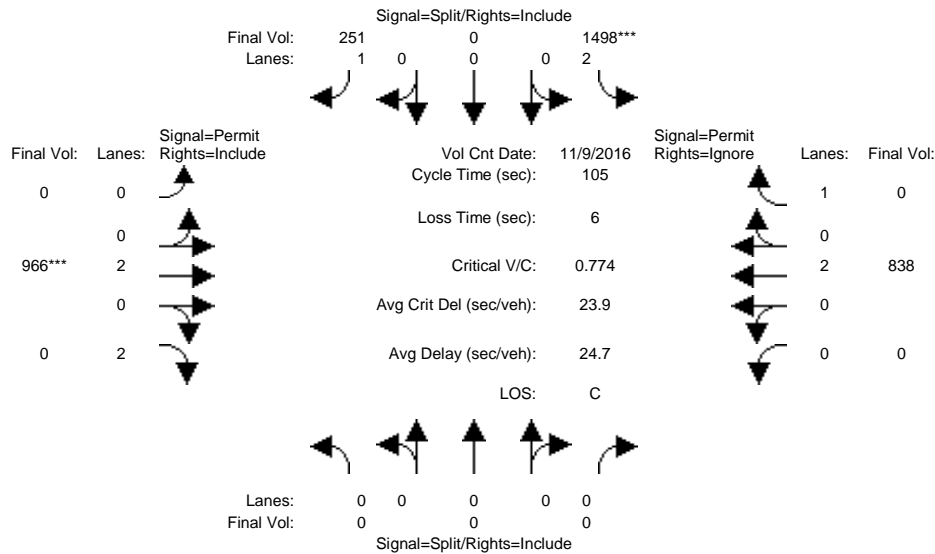 Signal=Split/Rights=Include
Final Vol: 251 0 1498***
Lanes: 1 0 0 0 2
Signal=Permit Signal=Permit
Final Vol: Lanes: Rights=Include Vol Cnt Date: 11/9/2016 Rights=Ignore Lanes: Final Vol:
Cycle Time (sec): 105
0 0 1 0
Loss Time (sec): 6
0 0
966*** 2 Critical V/C: 0.774 2 838
0 Avg Crit Del (sec/veh): 23.9 0
0 2 Avg Delay (sec/veh): 24.7 0 0
LOS: C
Lanes: 0 0 0 0 0
Final Vol: 0 0 0
Signal=Split/Rights=Include